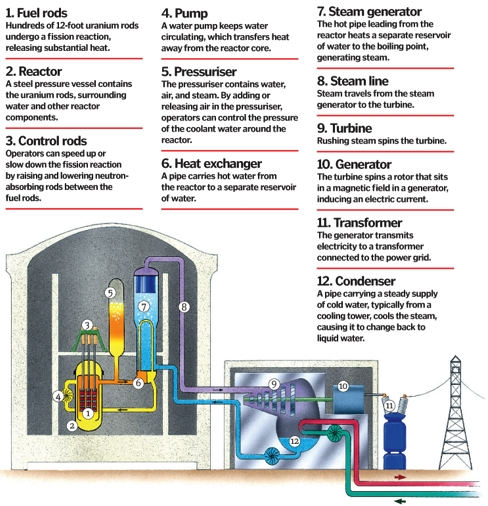 1. Fuel rods
Hundreds of 12-foot uranium rods
undergo a fission reaction,
releasing substantial heat.
2. Reactor
A steel pressure vessel contains
the uranium rods, surrounding
water and other reactor
components.
3. Control rods
Operators can speed up or
slow down the fission reaction
by raising and lowering neutron-
absorbing rods between the
fuel rods.
4. Pump
A water pump keeps water
circulating, which transfers heat
away from the reactor core.
5. Pressuriser
The pressuriser contains water,
air, and steam. By adding or
releasing air in the pressuriser,
operators can control the pressure
of the coolant water around the
reactor.
6. Heat exchanger
A pipe carries hot water from
the reactor to a separate reservoir
of water.
7. Steam generator
The hot pipe leading from the
reactor heats a separate reservoir
of water to the boiling point,
generating steam.
8. Steam line
Steam travels from the steam
generator to the turbine.
9. Turbine
Rushing steam spins the turbine.
10. Generator
The turbine spins a rotor that sits
in a magnetic field in a generator,
inducing an electric current.
11. Transformer
The generator transmits
electricity to a transformer
connected to the power grid.
12. Condenser
A pipe carrying a steady supply
of cold water, typically from a
cooling tower, cools the steam,
causing it to change back to
liquid water.
5
7
8
3
6
9
10
4
1
11
2
12